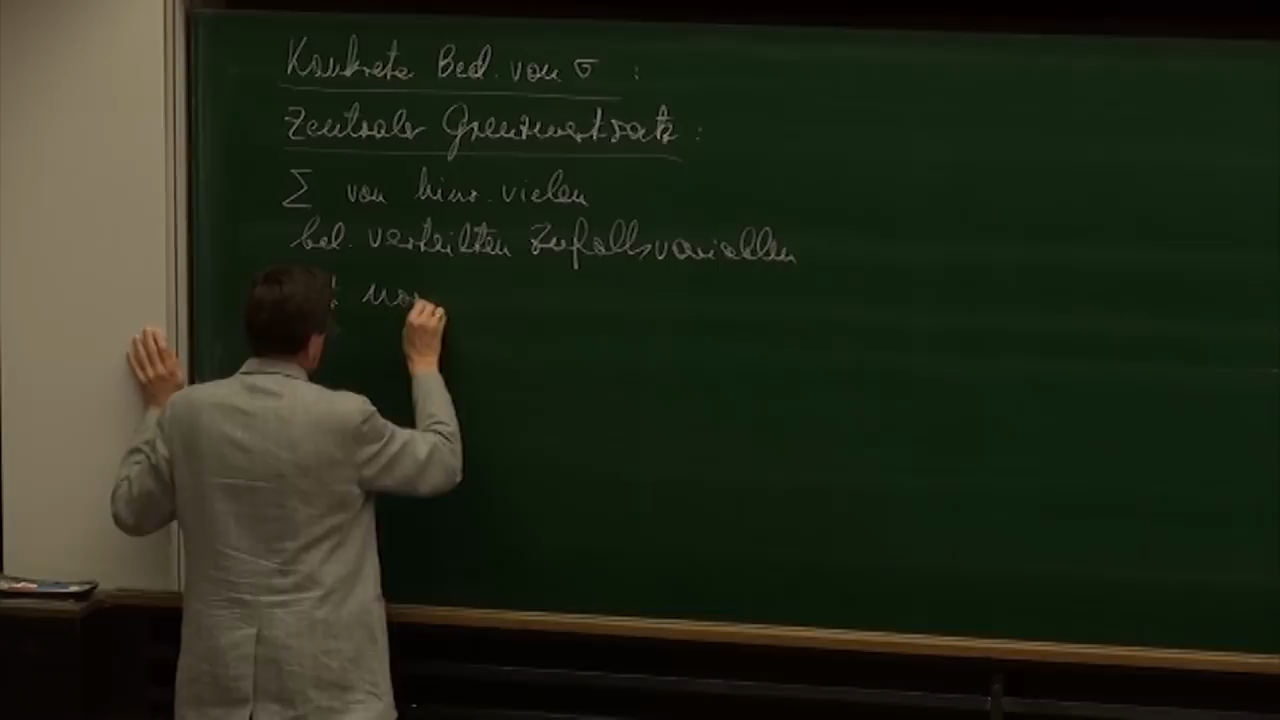 Konkrete Bed. von σ :
Zentraler Grenzwertsatz :
Σ von hinr. vielen
bel. verteilten Zufallsvariablen